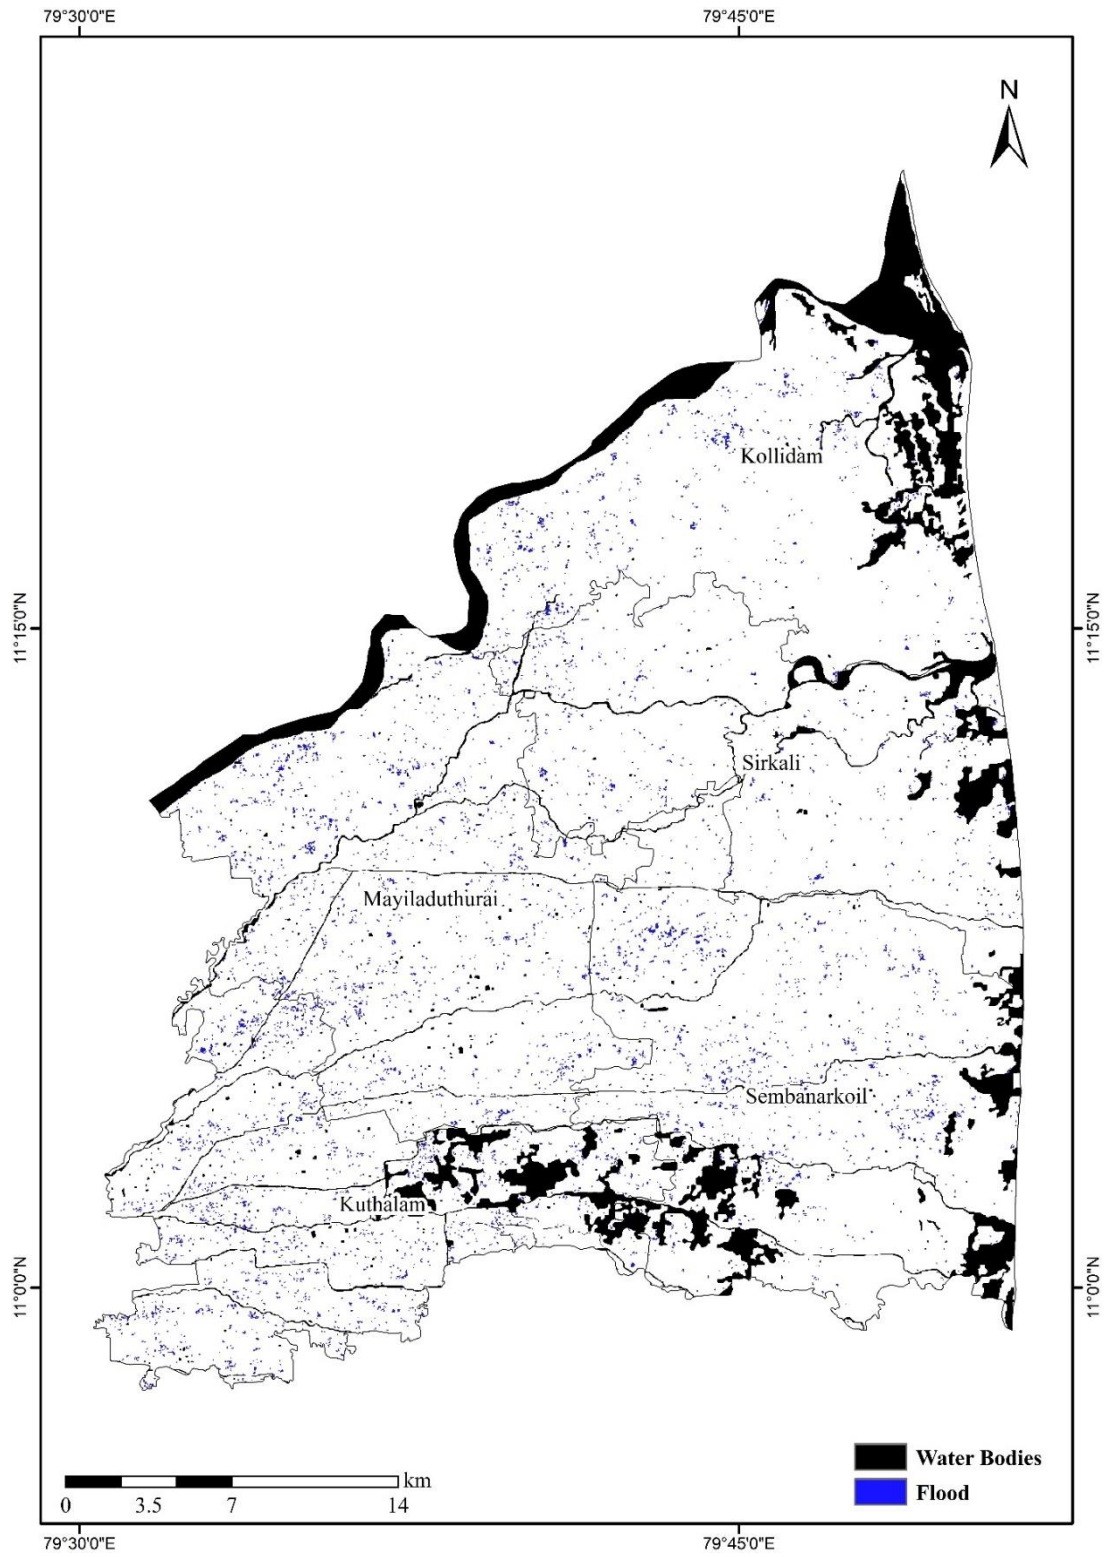 79°30'0"E 79°45'0"E
N
Kollidam
11°15'0"N 11°15'0"N
Sirkali
Mayiladuthurai
Sembanarkoil
Kuthalam
11°0'0"N 11°0'0"N
Water Bodies
km
Flood
0 3.5 7 14
79°30'0"E 79°45'0"E